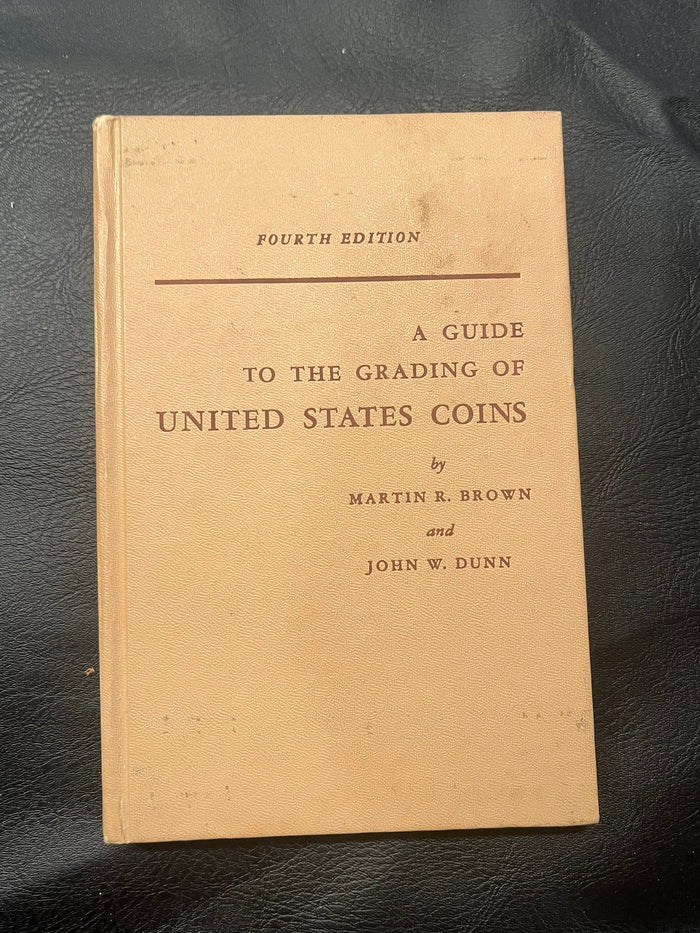 FOURTH EDITION
A GUIDE
TO THE GRADING OF
UNITED STATES COINS
by
MARTIN R. BROWN
and
JOHN W. DUNN